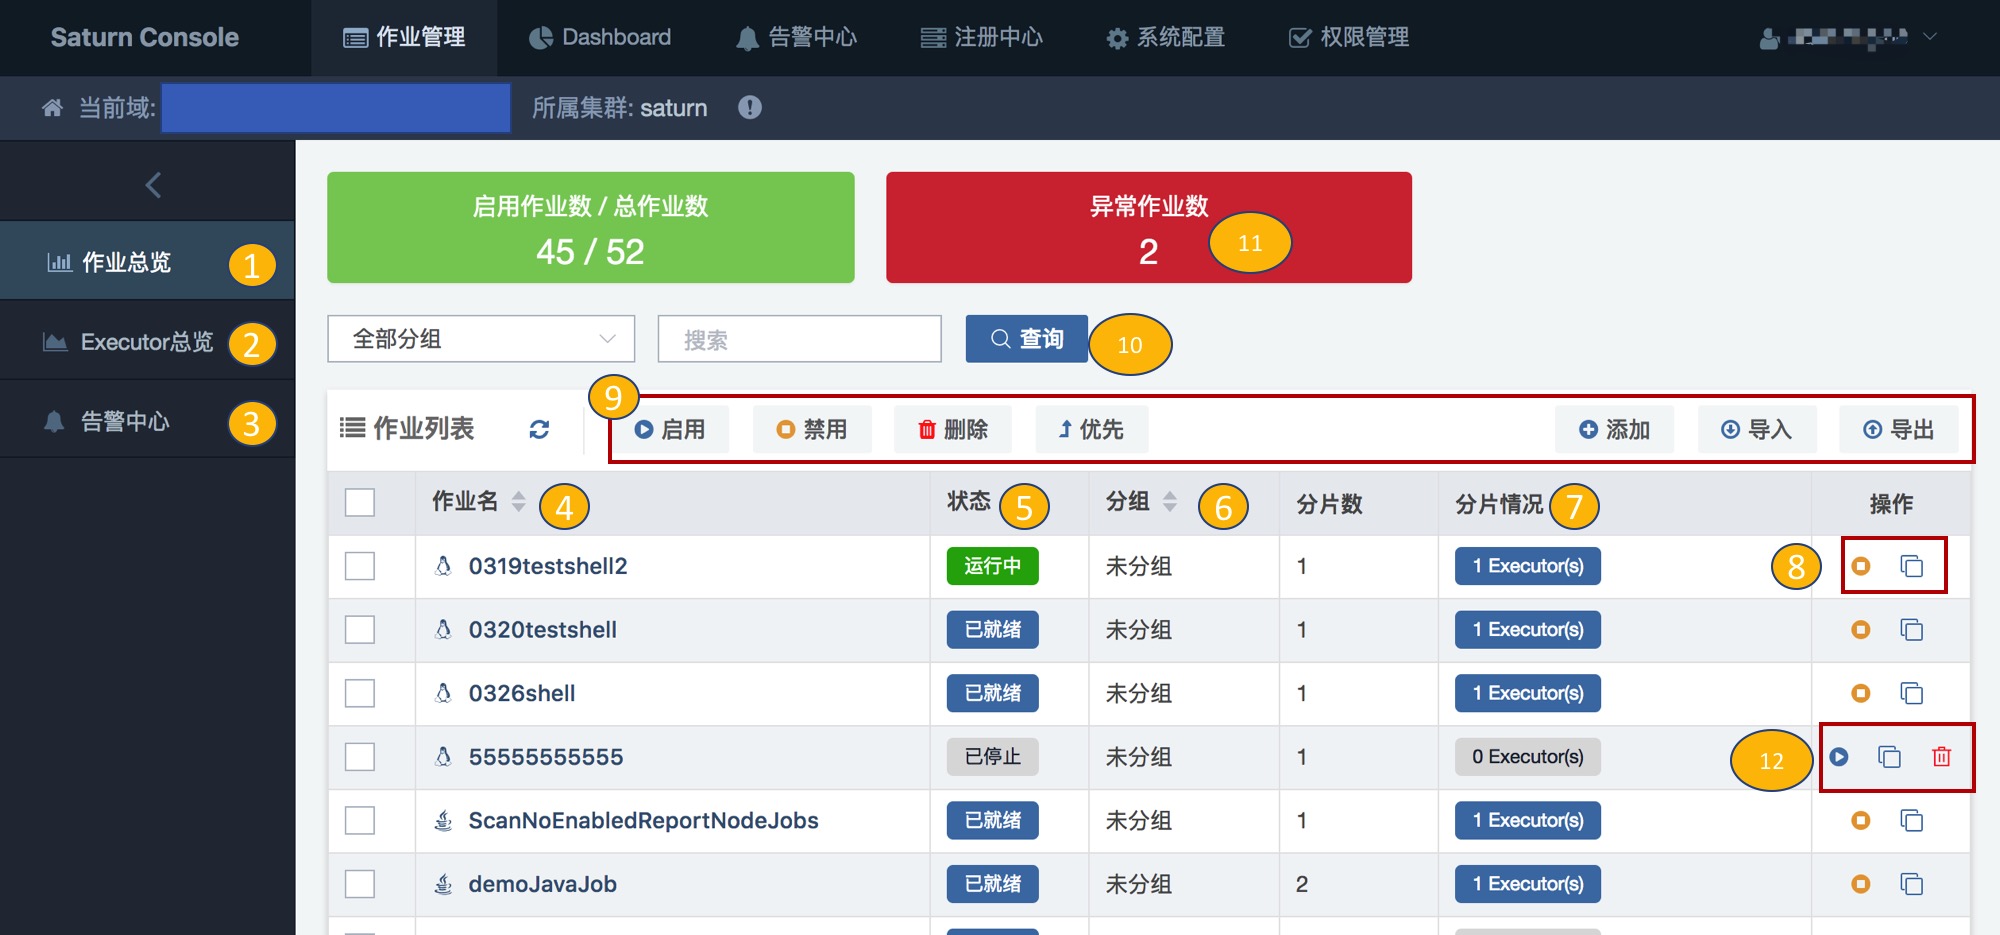 Saturn Console 作业管理 Dashboard 告警中心 注册中心 系统配置 权限管理
当前域: 所属集群: saturn
作业总览 1
Executor总览 2
告警中心 3
启用作业数 / 总作业数
45 / 52
异常作业数
2 11
全部分组 搜索 查询 10
作业列表 9 启用 禁用 删除 优先 添加 导入 导出
作业名 4 状态 5 分组 6 分片数 分片情况 7 操作
0319testshell2 运行中 未分组 1 1 Executor(s) 8
0320testshell 已就绪 未分组 1 1 Executor(s)
0326shell 已就绪 未分组 1 1 Executor(s)
55555555555 已停止 未分组 1 0 Executor(s) 12
ScanNoEnabledReportNodeJobs 已就绪 未分组 1 1 Executor(s)
demoJavaJob 已就绪 未分组 2 1 Executor(s)